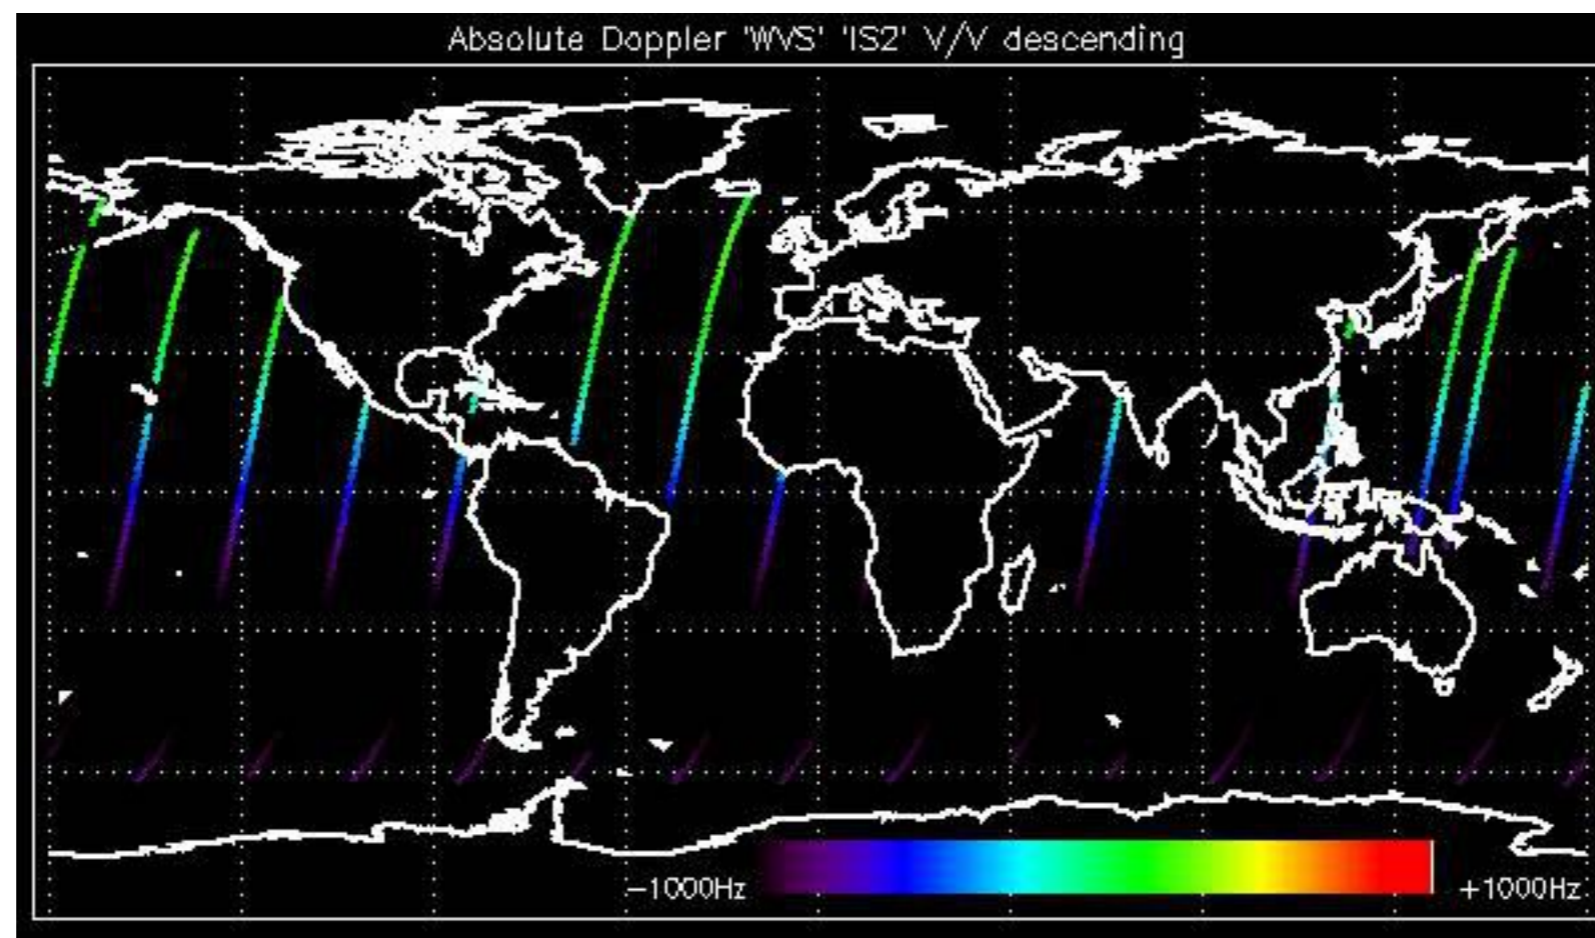 Absolute Doppler 'WVS' 'IS2' V/V descending
−1000Hz
+1000Hz